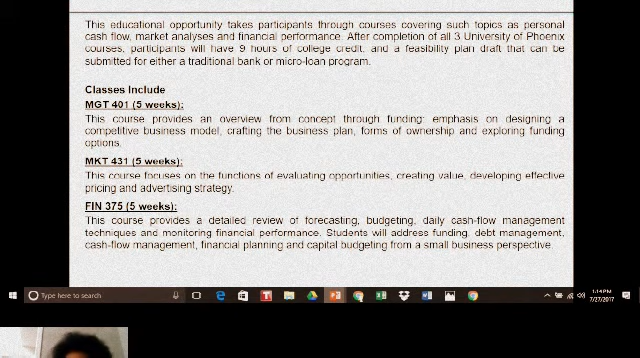 This educational opportunity takes participants through courses covering such topics as personal
cash flow, market analyses and financial performance. After completion of all 3 University of Phoenix
courses, participants will have 9 hours of college credit, and a feasibility plan draft that can be
submitted for either a traditional bank or micro-loan program.
Classes Include
MGT 401 (5 weeks):
This course provides an overview from concept through funding: emphasis on designing a
competitive business model, crafting the business plan, forms of ownership and exploring funding
options.
MKT 431 (5 weeks):
This course focuses on the functions of evaluating opportunities, creating value, developing effective
pricing and advertising strategy.
FIN 375 (5 weeks):
This course provides a detailed review of forecasting, budgeting, daily cash-flow management
techniques and monitoring financial performance. Students will address funding, debt management,
cash-flow management, financial planning and capital budgeting from a small business perspective.
Type here to search
1:14 PM
7/27/2017